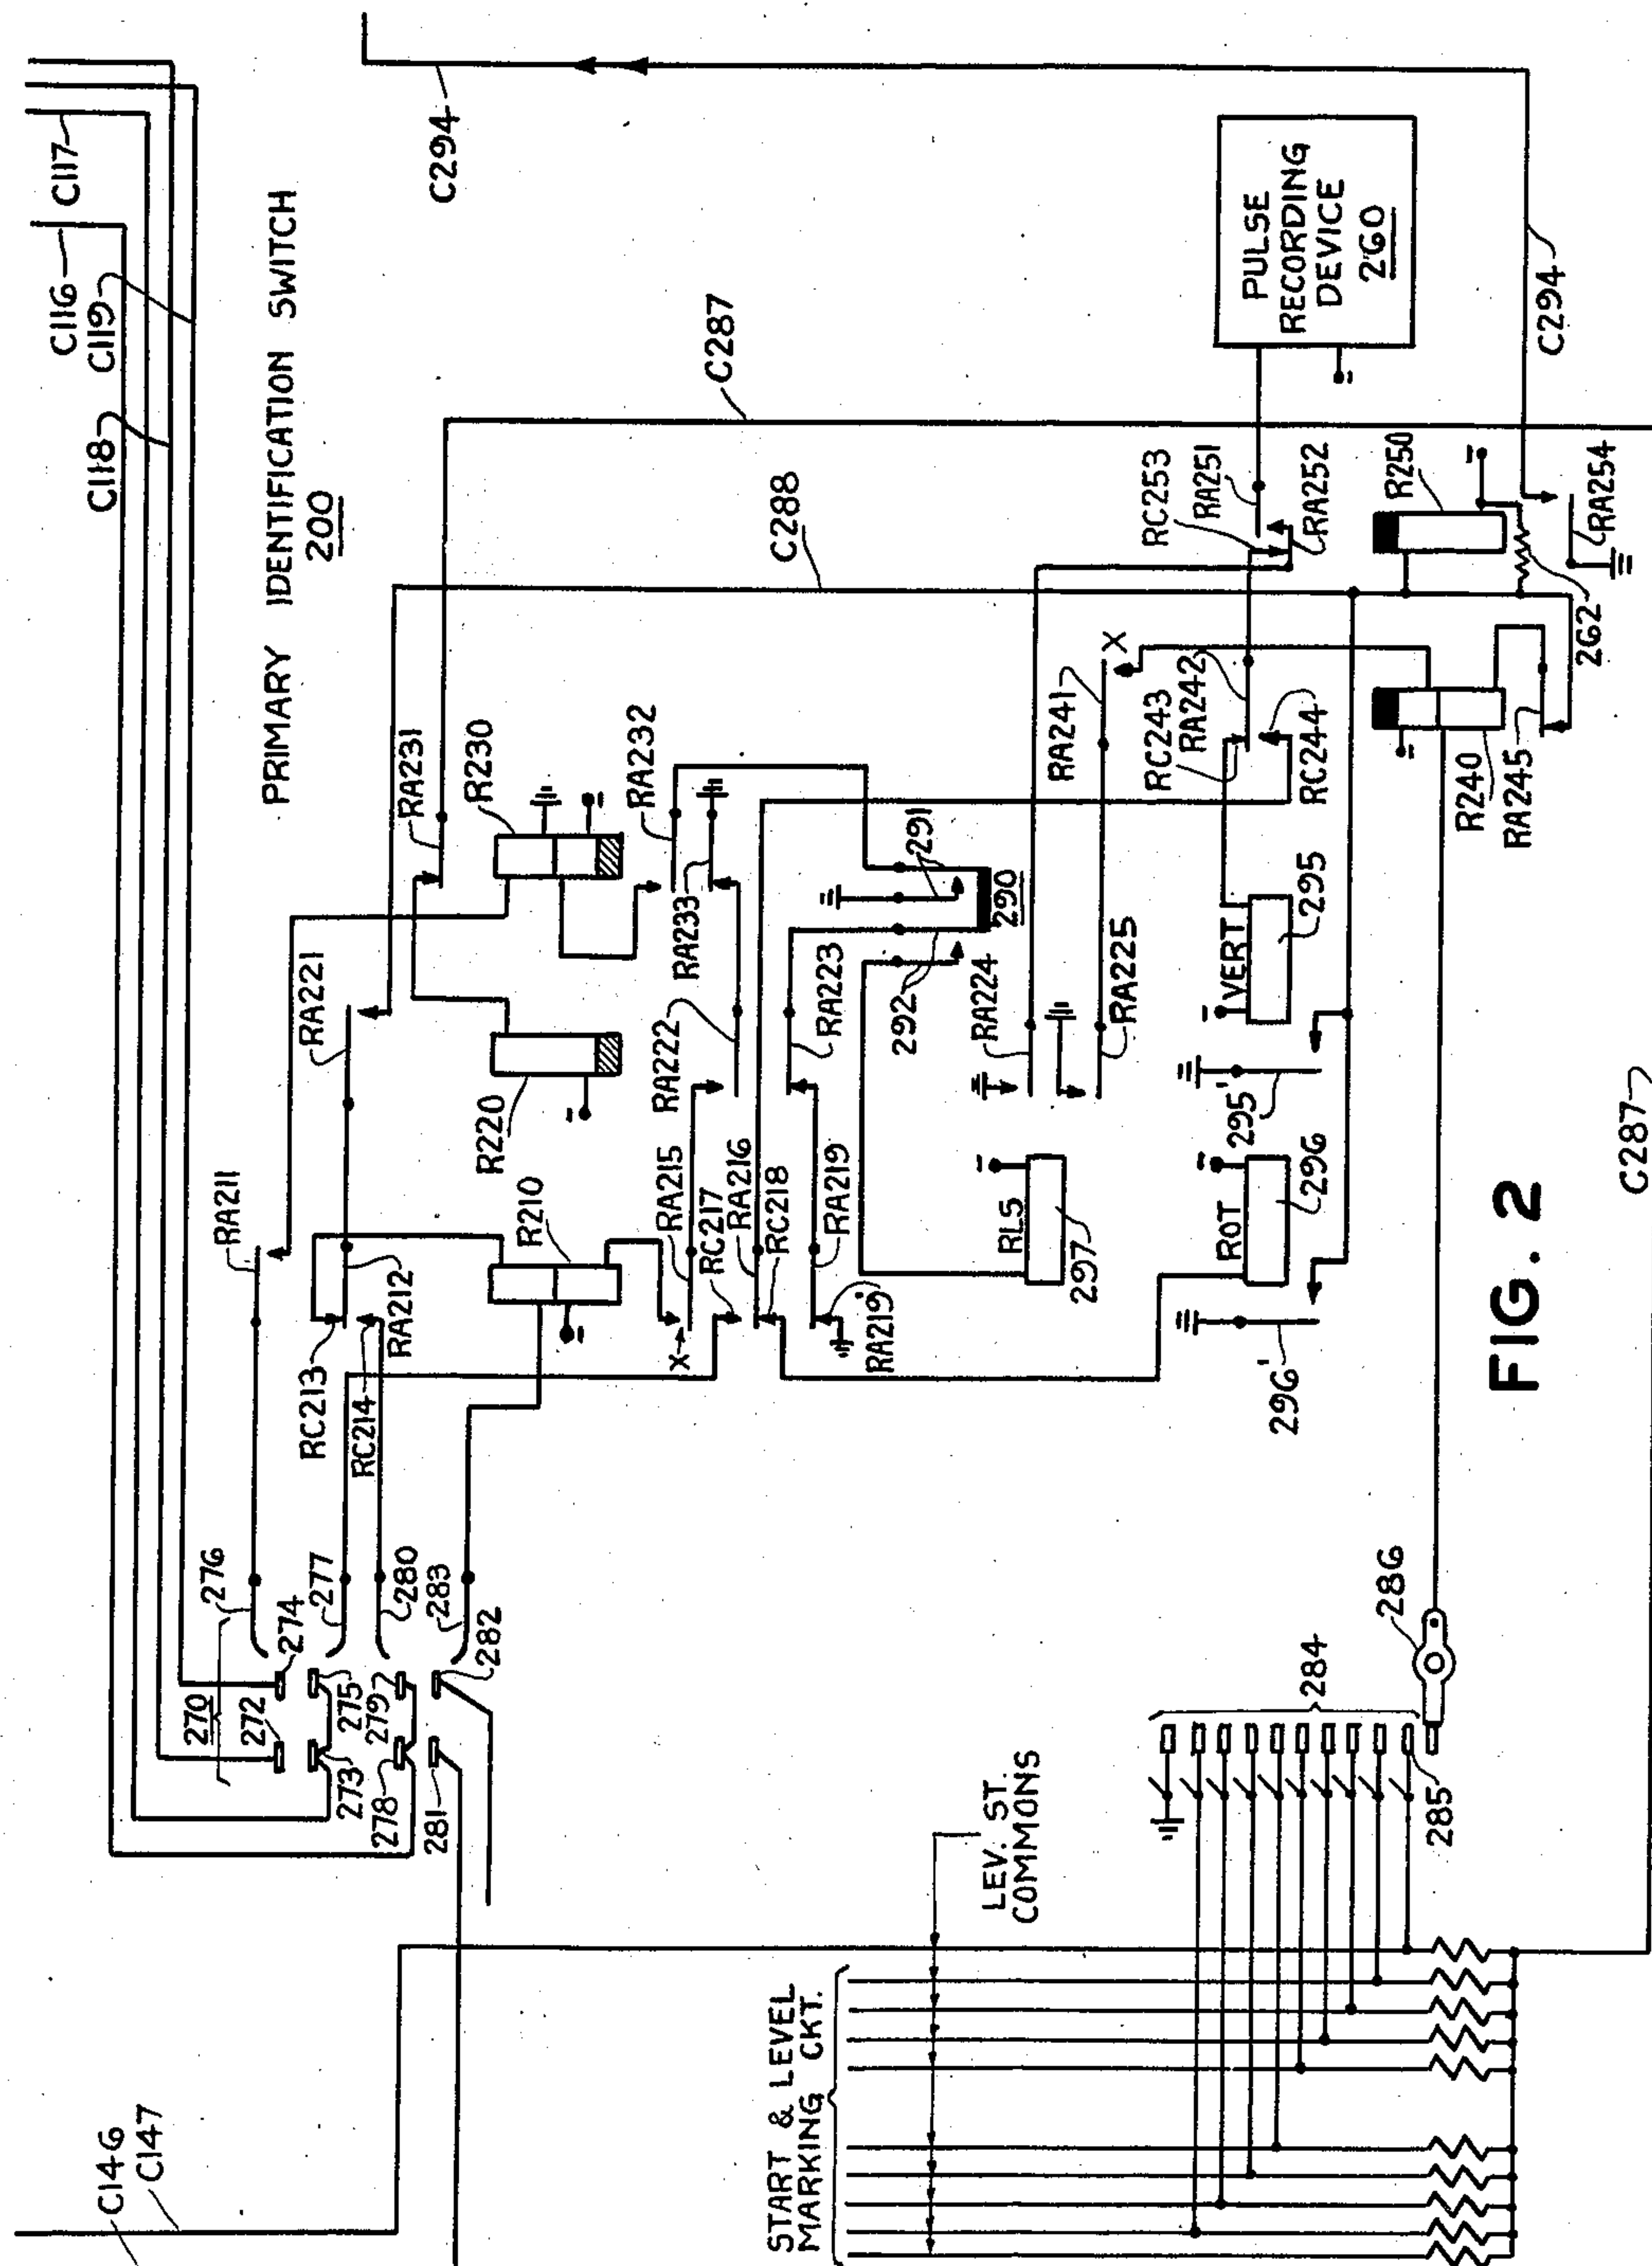 C116
C117
C119
C118
C294
PRIMARY IDENTIFICATION SWITCH
200
C287
C288
PULSE
RECORDING
DEVICE
260
C294
RA211
RA221
RA231
R230
RC213
RA212
RC214
R210
R220
RA232
RA233
RA222
RA215
RC217
RA216
RC218
RA219
RA219'
RA223
X
291
292
290
RA224
RA225
RA241
X
RC243
RA242
RC244
RC253
RA251
RA252
R250
RA254
262
R240
RA245
RLS
297
VERT
295
295'
ROT
296
296'
276
274
277
280
283
282
270
272
275
279
273
278
281
286
284
285
LEV. ST.
COMMONS
START & LEVEL
MARKING CKT.
C146
C147
FIG. 2
C287